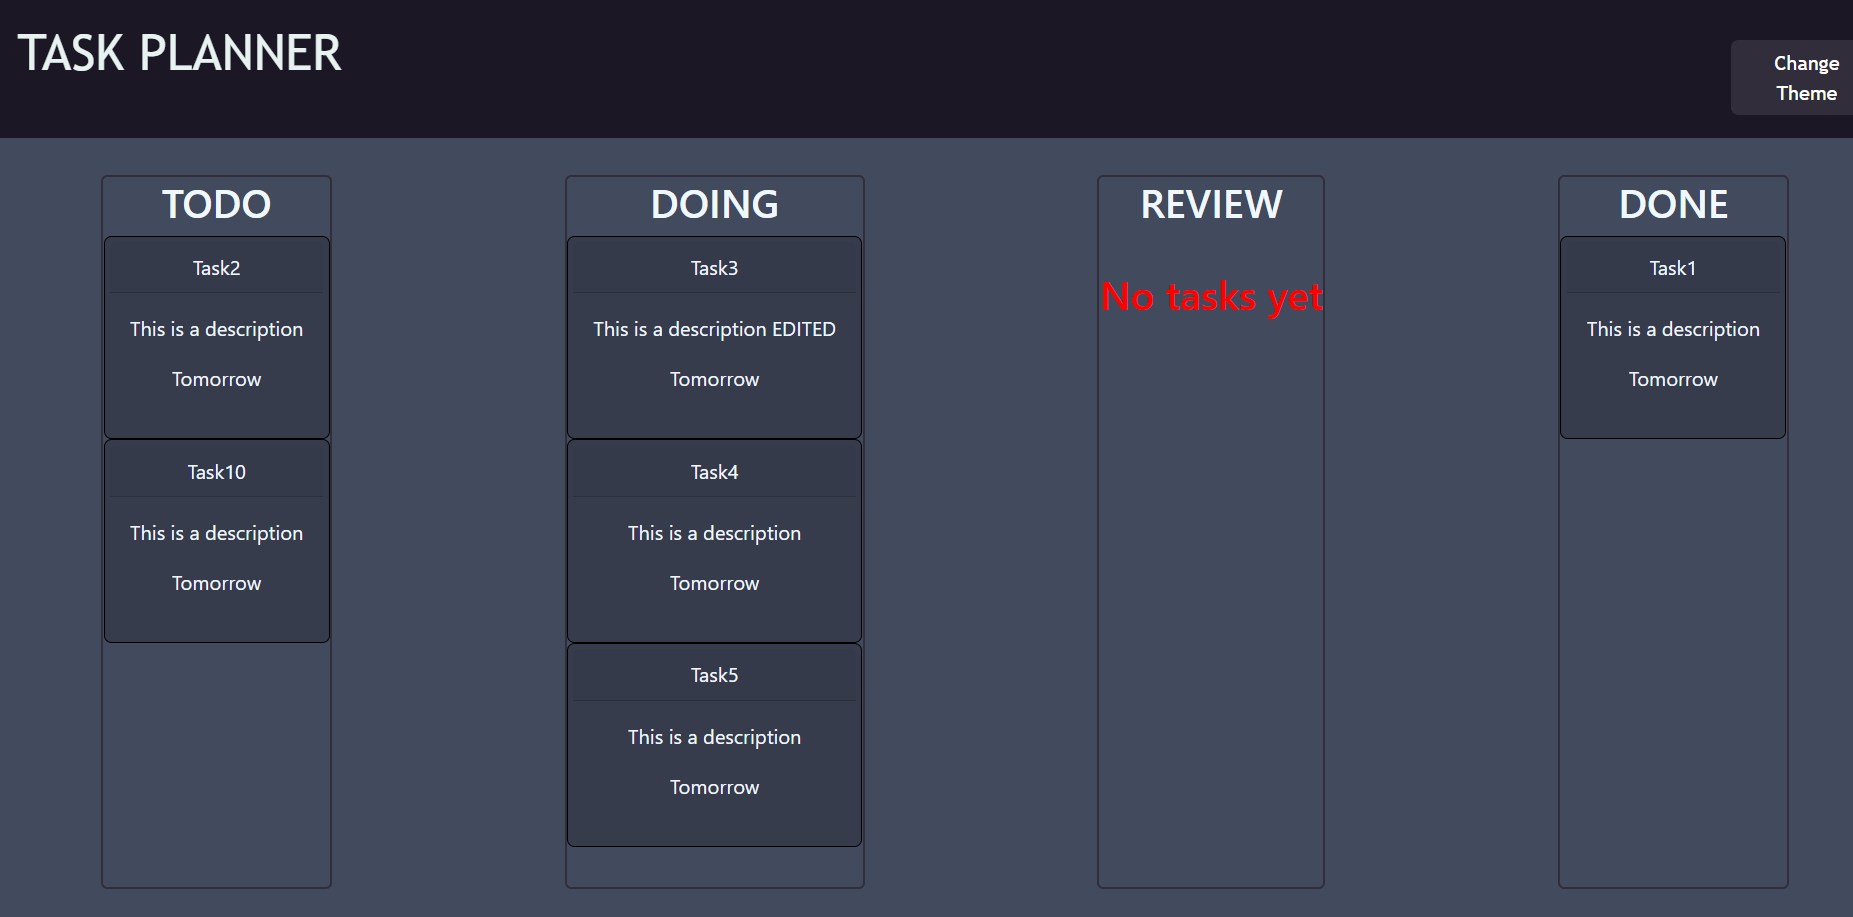 TASK PLANNER
Change
Theme
TODO
Task2
This is a description
Tomorrow
Task10
This is a description
Tomorrow
DOING
Task3
This is a description EDITED
Tomorrow
Task4
This is a description
Tomorrow
Task5
This is a description
Tomorrow
REVIEW
No tasks yet
DONE
Task1
This is a description
Tomorrow